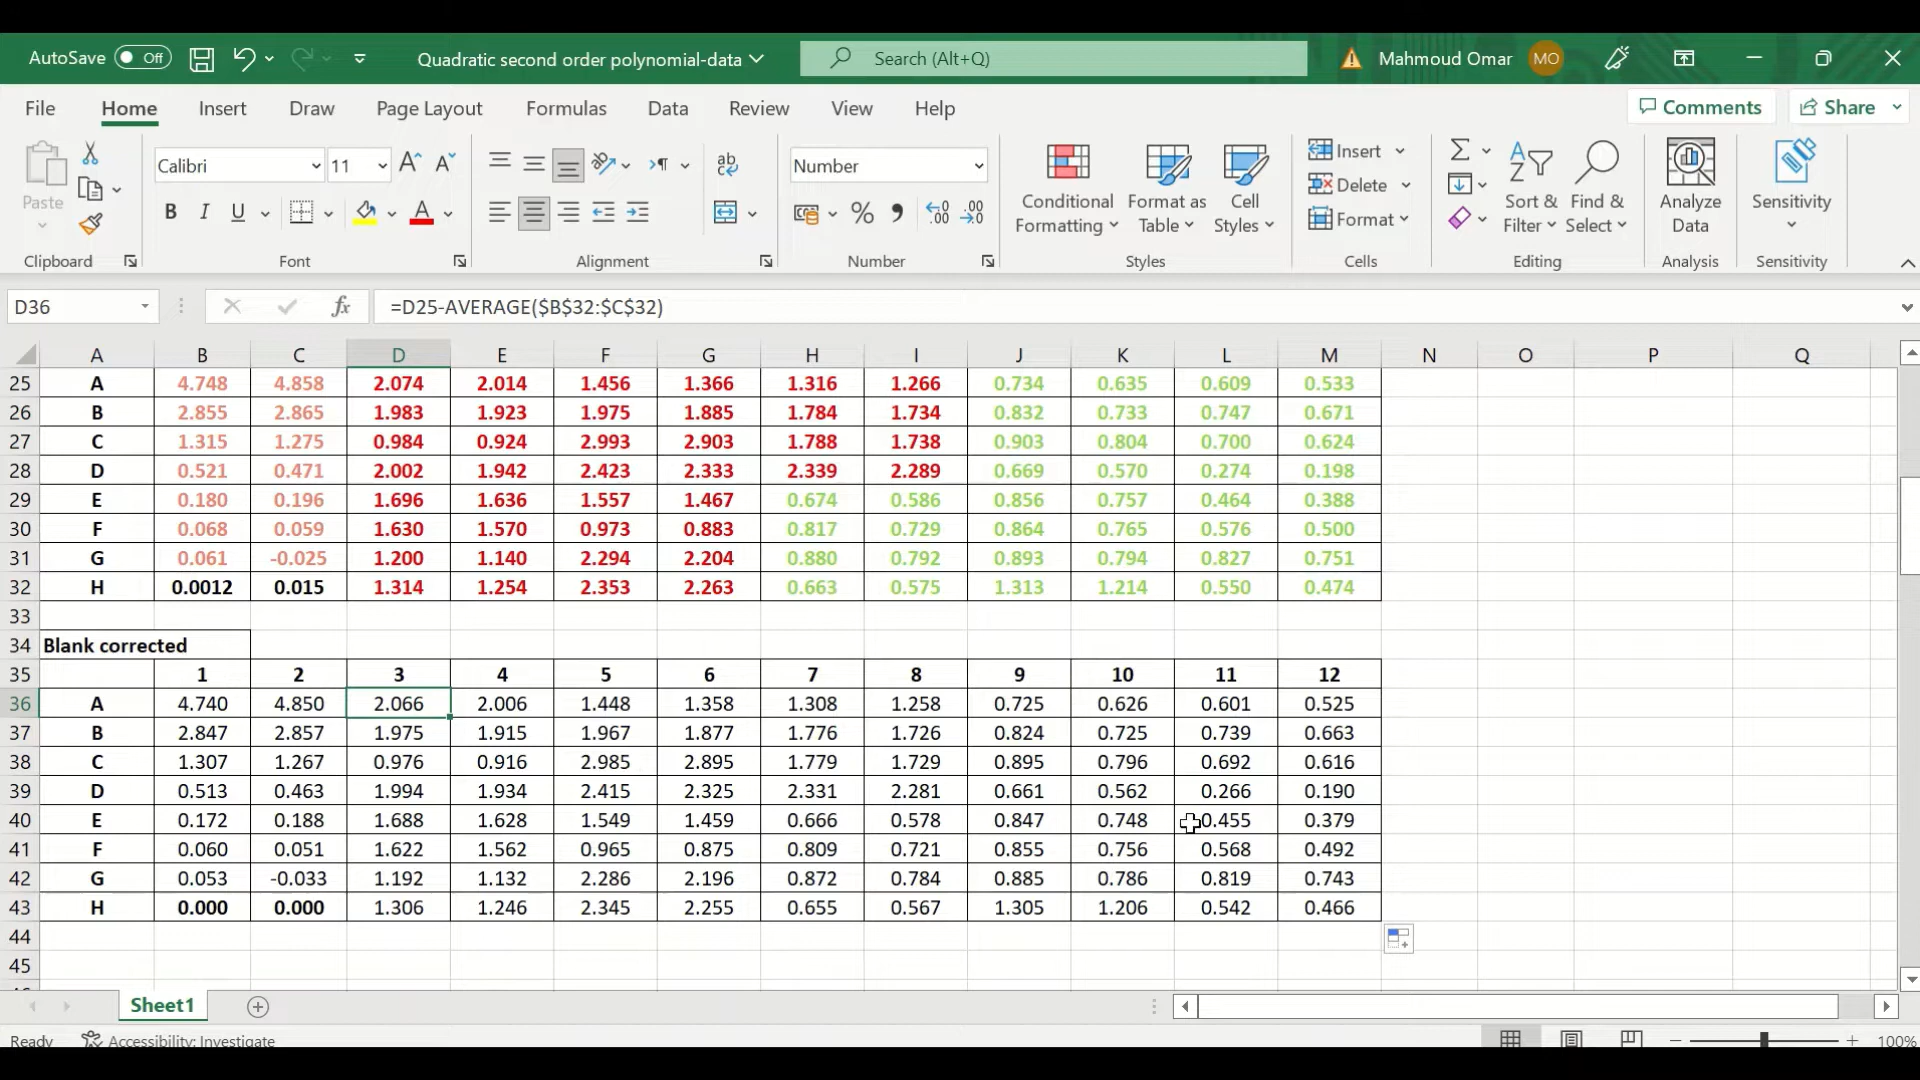 AutoSave Off Quadratic second order polynomial-data Search (Alt+Q) Mahmoud Omar MO
File Home Insert Draw Page Layout Formulas Data Review View Help Comments Share
Paste Calibri 11 B I U A ab Number % Conditional Formatting Format as Table Cell Styles Insert Delete Format Sort & Filter Find & Select Analyze Data Sensitivity
Clipboard Font Alignment Number Styles Cells Editing Analysis Sensitivity
D36 fx =D25-AVERAGE($B$32:$C$32)
A B C D E F G H I J K L M N O P Q
25 A 4.748 4.858 2.074 2.014 1.456 1.366 1.316 1.266 0.734 0.635 0.609 0.533
26 B 2.855 2.865 1.983 1.923 1.975 1.885 1.784 1.734 0.832 0.733 0.747 0.671
27 C 1.315 1.275 0.984 0.924 2.993 2.903 1.788 1.738 0.903 0.804 0.700 0.624
28 D 0.521 0.471 2.002 1.942 2.423 2.333 2.339 2.289 0.669 0.570 0.274 0.198
29 E 0.180 0.196 1.696 1.636 1.557 1.467 0.674 0.586 0.856 0.757 0.464 0.388
30 F 0.068 0.059 1.630 1.570 0.973 0.883 0.817 0.729 0.864 0.765 0.576 0.500
31 G 0.061 -0.025 1.200 1.140 2.294 2.204 0.880 0.792 0.893 0.794 0.827 0.751
32 H 0.0012 0.015 1.314 1.254 2.353 2.263 0.663 0.575 1.313 1.214 0.550 0.474
33
34 Blank corrected
35 1 2 3 4 5 6 7 8 9 10 11 12
36 A 4.740 4.850 2.066 2.006 1.448 1.358 1.308 1.258 0.725 0.626 0.601 0.525
37 B 2.847 2.857 1.975 1.915 1.967 1.877 1.776 1.726 0.824 0.725 0.739 0.663
38 C 1.307 1.267 0.976 0.916 2.985 2.895 1.779 1.729 0.895 0.796 0.692 0.616
39 D 0.513 0.463 1.994 1.934 2.415 2.325 2.331 2.281 0.661 0.562 0.266 0.190
40 E 0.172 0.188 1.688 1.628 1.549 1.459 0.666 0.578 0.847 0.748 0.455 0.379
41 F 0.060 0.051 1.622 1.562 0.965 0.875 0.809 0.721 0.855 0.756 0.568 0.492
42 G 0.053 -0.033 1.192 1.132 2.286 2.196 0.872 0.784 0.885 0.786 0.819 0.743
43 H 0.000 0.000 1.306 1.246 2.345 2.255 0.655 0.567 1.305 1.206 0.542 0.466
44
45
Sheet1
Ready Accessibility: Investigate 100%